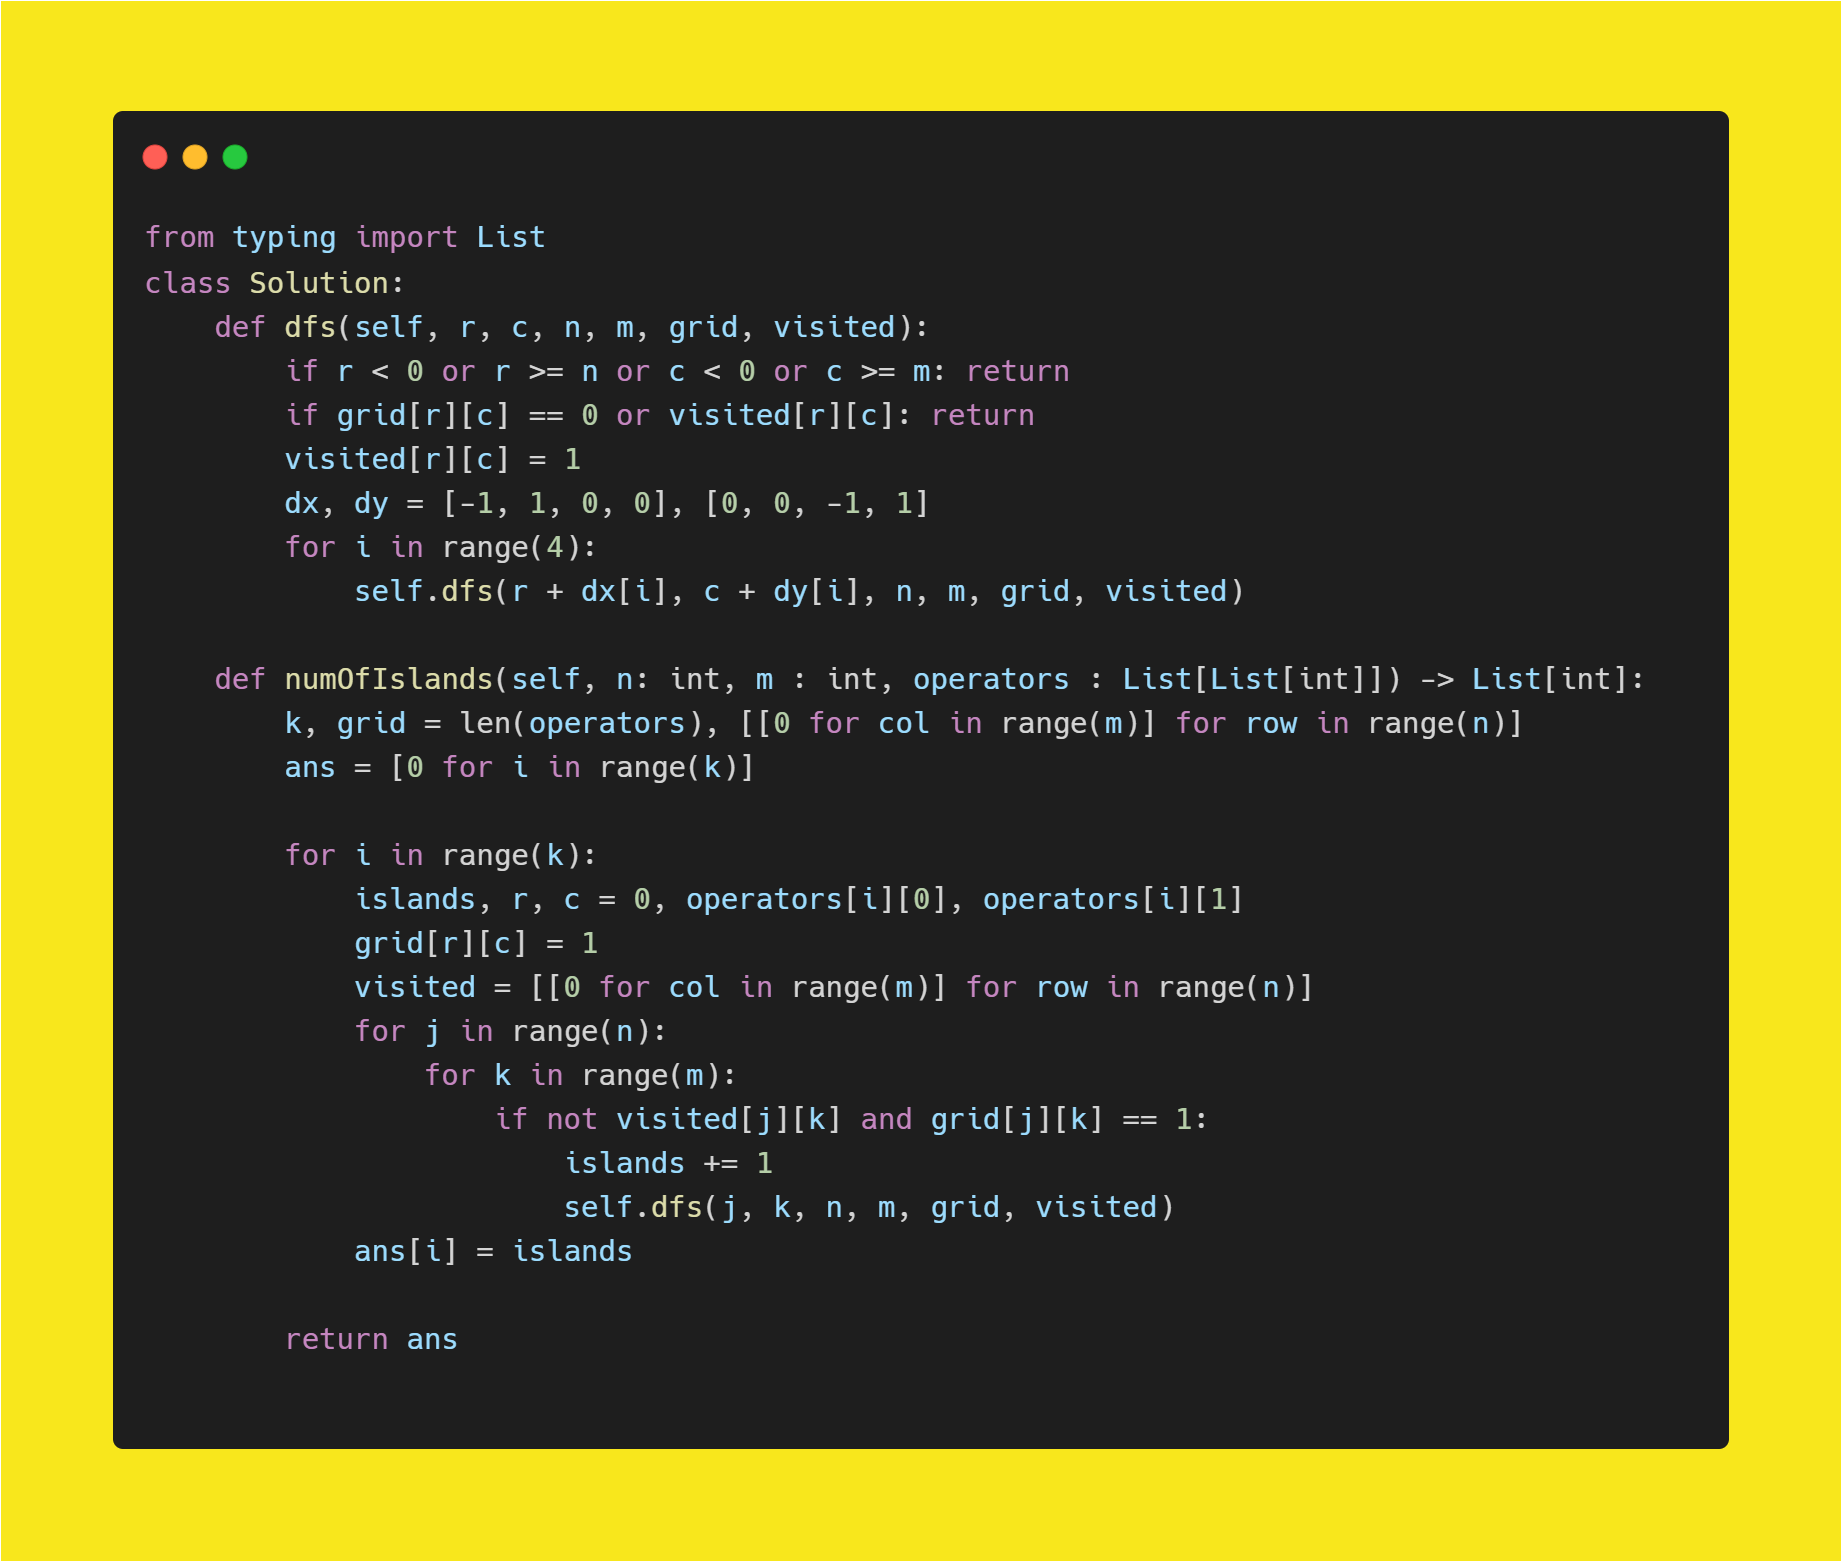 from typing import List
class Solution:
    def dfs(self, r, c, n, m, grid, visited):
        if r < 0 or r >= n or c < 0 or c >= m: return
        if grid[r][c] == 0 or visited[r][c]: return
        visited[r][c] = 1
        dx, dy = [-1, 1, 0, 0], [0, 0, -1, 1]
        for i in range(4):
            self.dfs(r + dx[i], c + dy[i], n, m, grid, visited)

    def numOfIslands(self, n: int, m : int, operators : List[List[int]]) -> List[int]:
        k, grid = len(operators), [[0 for col in range(m)] for row in range(n)]
        ans = [0 for i in range(k)]

        for i in range(k):
            islands, r, c = 0, operators[i][0], operators[i][1]
            grid[r][c] = 1
            visited = [[0 for col in range(m)] for row in range(n)]
            for j in range(n):
                for k in range(m):
                    if not visited[j][k] and grid[j][k] == 1:
                        islands += 1
                        self.dfs(j, k, n, m, grid, visited)
            ans[i] = islands

        return ans